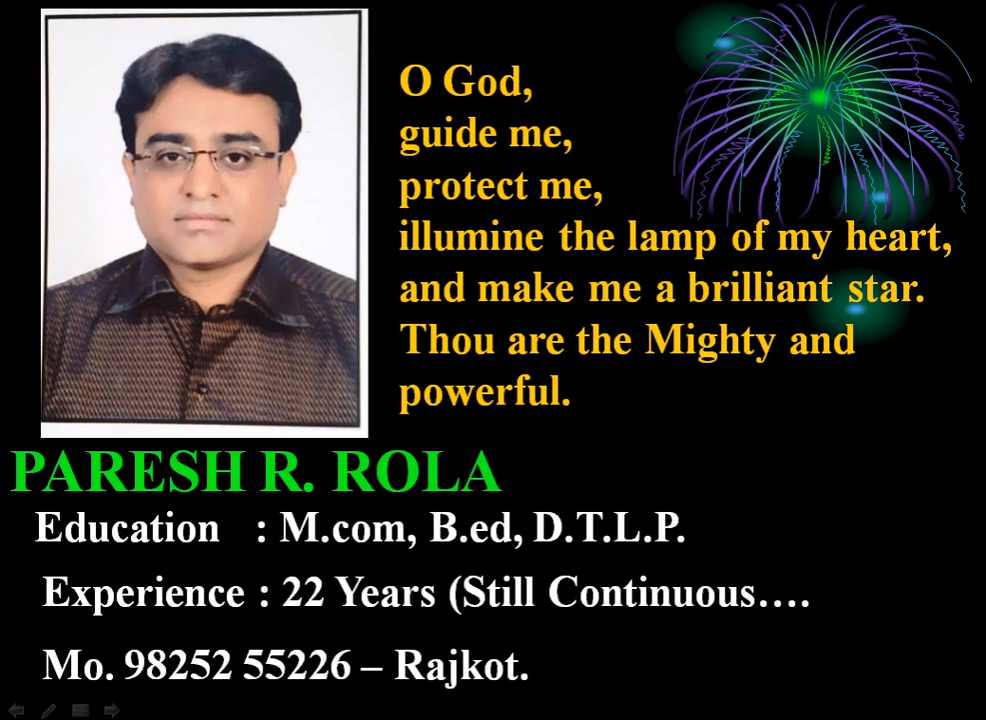 O God,
guide me,
protect me,
illumine the lamp of my heart,
and make me a brilliant star.
Thou are the Mighty and
powerful.
PARESH R. ROLA
Education : M.com, B.ed, D.T.L.P.
Experience : 22 Years (Still Continuous….
Mo. 98252 55226 – Rajkot.